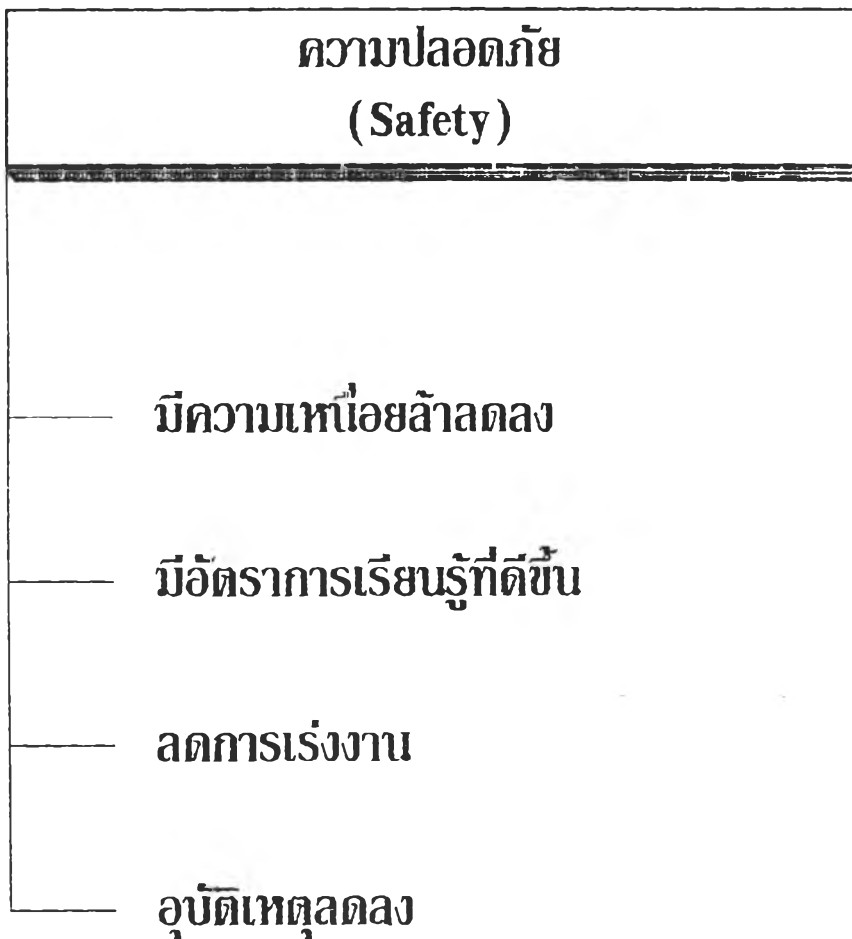 ความปลอดภัย
(Safety)
มีความเหนื่อยล้าลดลง
มีอัตราการเรียนรู้ที่ดีขึ้น
ลดการเร่งงาน
อุบัติเหตุลดลง